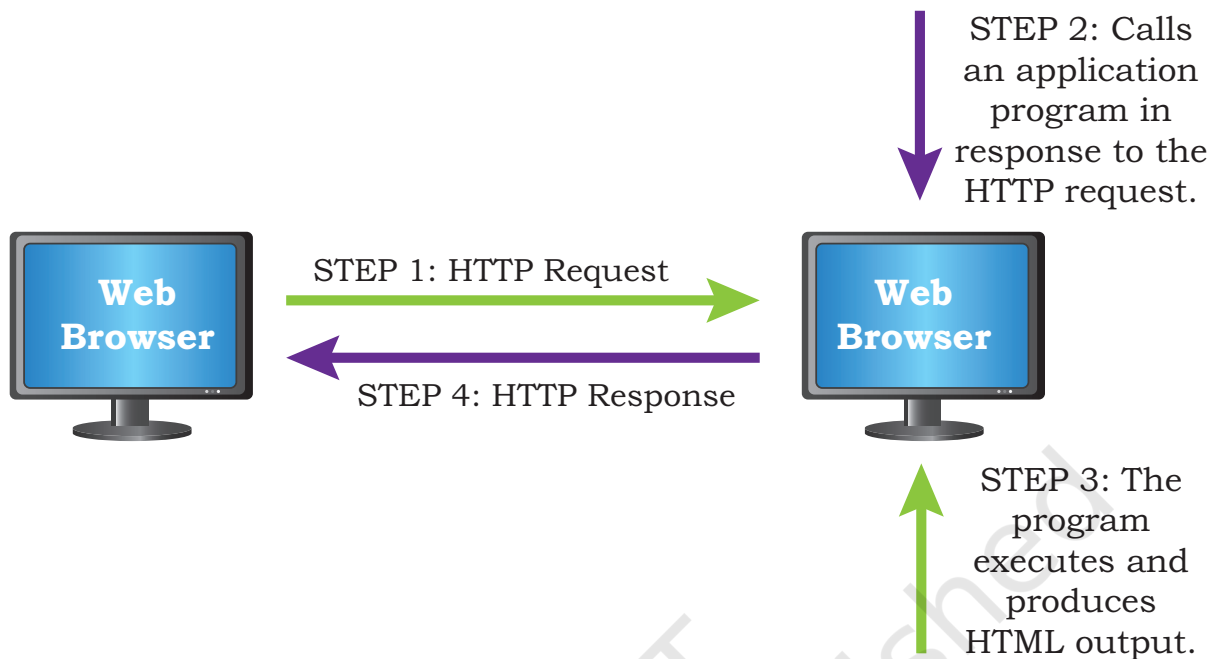 STEP 2: Calls
an application
program in
response to the
HTTP request.
Web
Browser
STEP 1: HTTP Request
STEP 4: HTTP Response
Web
Browser
STEP 3: The
program
executes and
produces
HTML output.